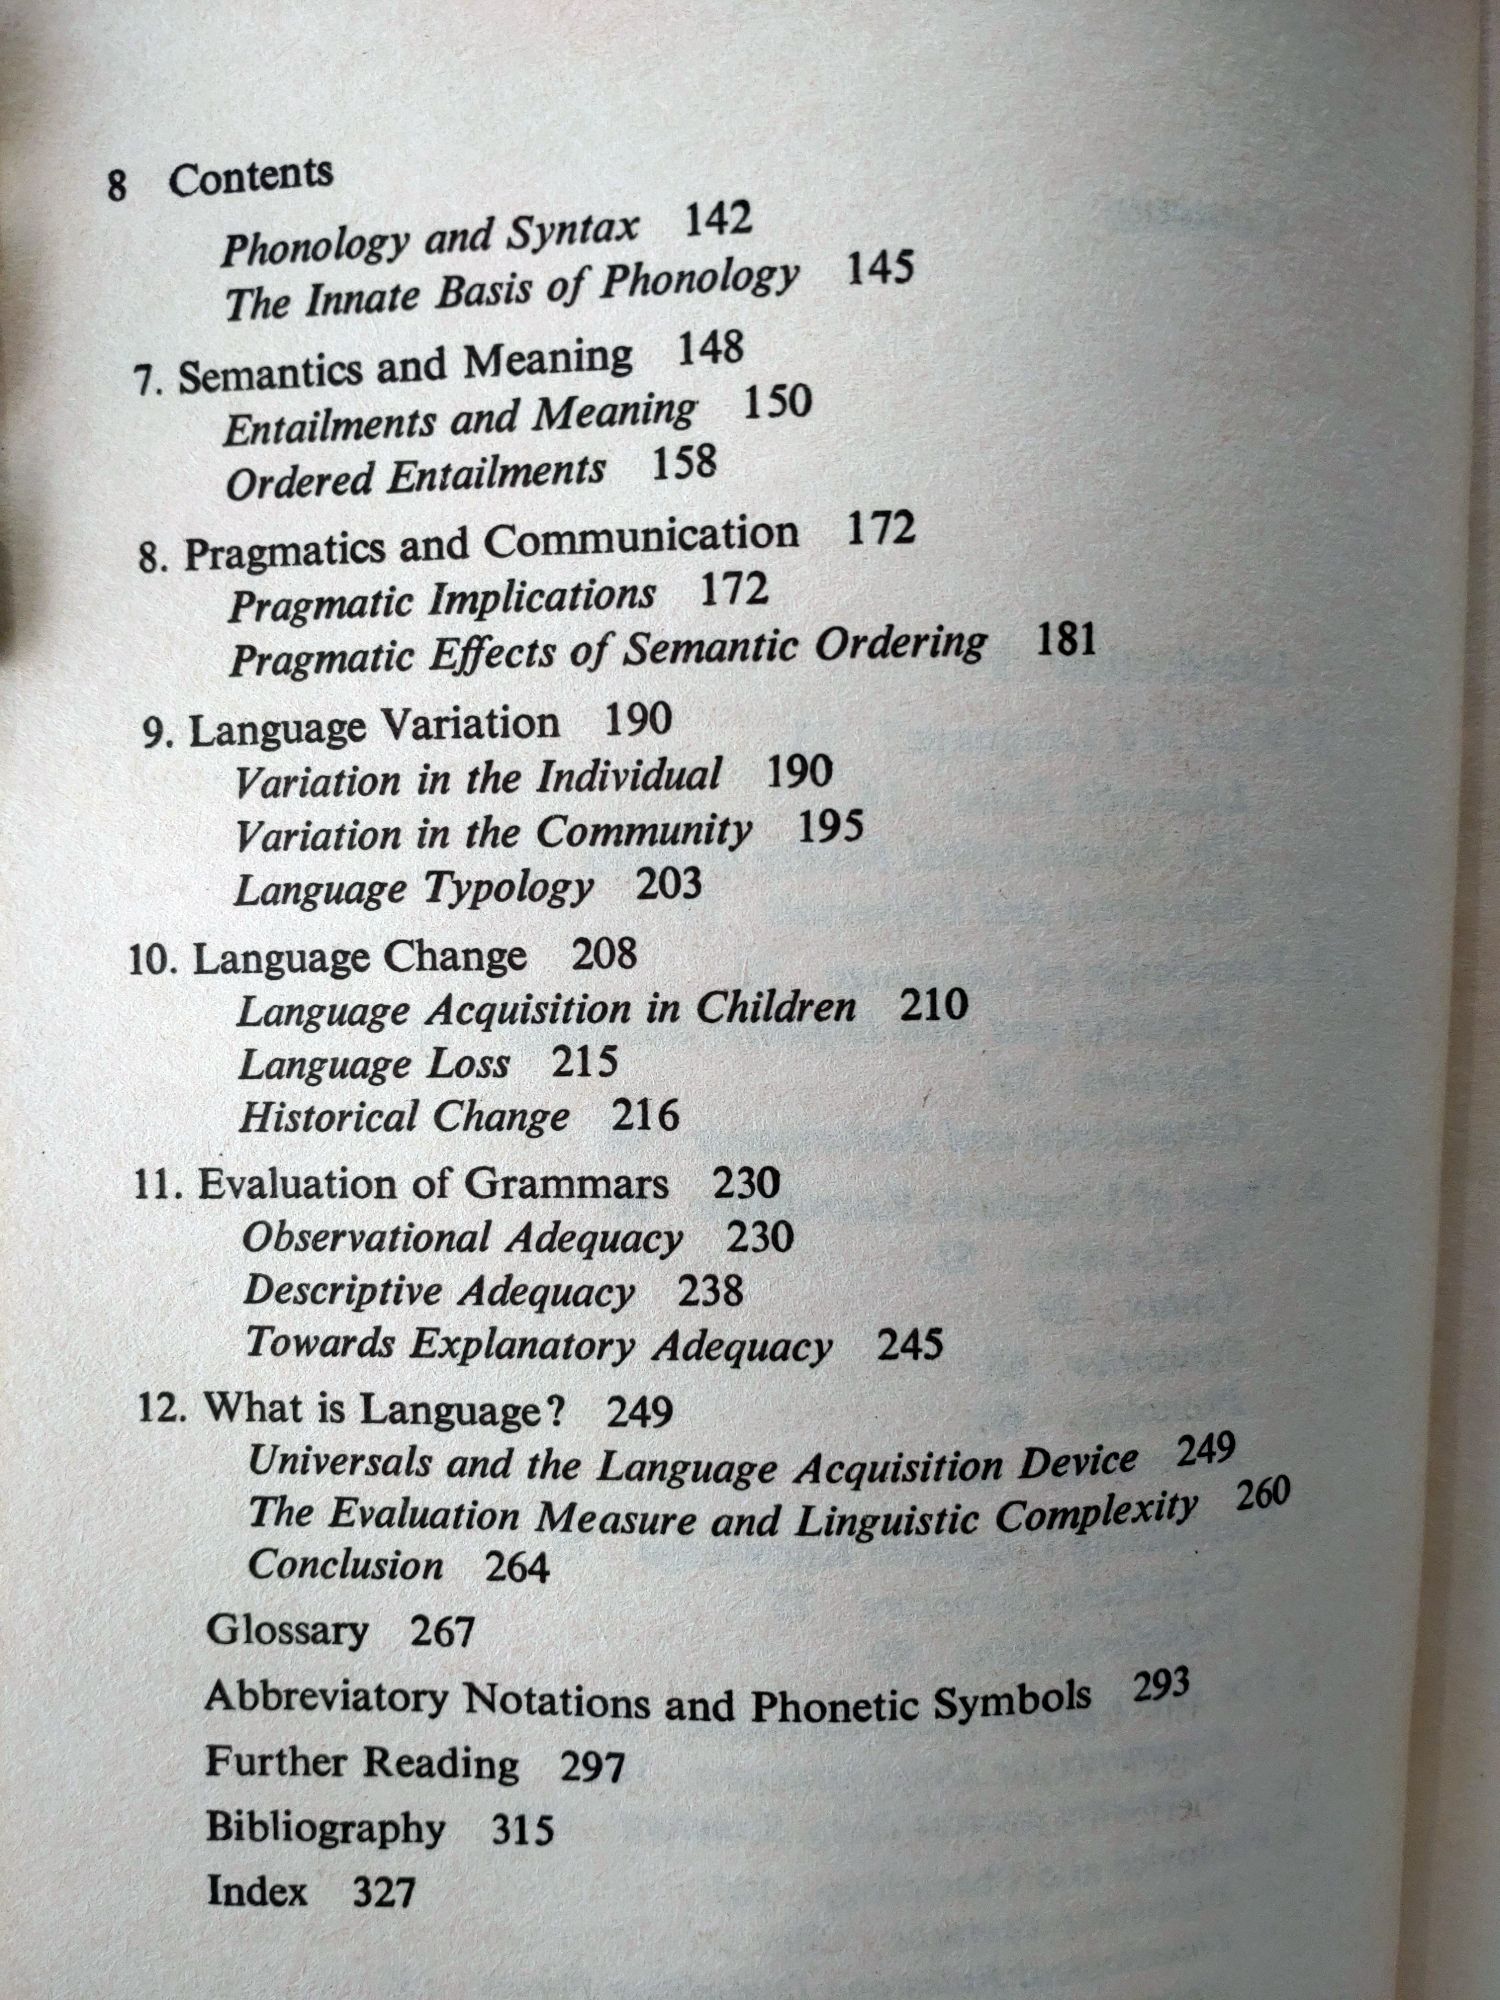 8 Contents
Phonology and Syntax 142
The Innate Basis of Phonology 145
7. Semantics and Meaning 148
Entailments and Meaning 150
Ordered Entailments 158
8. Pragmatics and Communication 172
Pragmatic Implications 172
Pragmatic Effects of Semantic Ordering 181
9. Language Variation 190
Variation in the Individual 190
Variation in the Community 195
Language Typology 203
10. Language Change 208
Language Acquisition in Children 210
Language Loss 215
Historical Change 216
11. Evaluation of Grammars 230
Observational Adequacy 230
Descriptive Adequacy 238
Towards Explanatory Adequacy 245
12. What is Language? 249
Universals and the Language Acquisition Device 249
The Evaluation Measure and Linguistic Complexity 260
Conclusion 264
Glossary 267
Abbreviatory Notations and Phonetic Symbols 293
Further Reading 297
Bibliography 315
Index 327